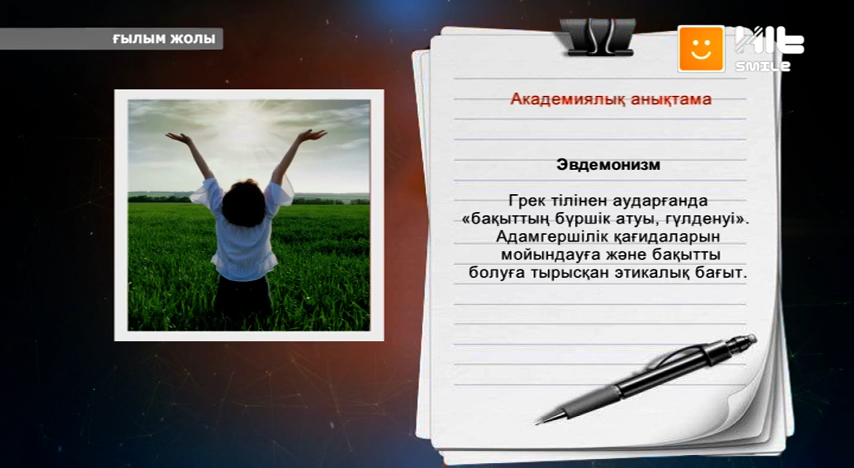 ҒЫЛЫМ ЖОЛЫ
SMILE
Академиялық анықтама
Эвдемонизм
Грек тілінен аударғанда
«бақыттың бүршік атуы, гүлденуі».
Адамгершілік қағидаларын
мойындауға және бақытты
болуға тырысқан этикалық бағыт.